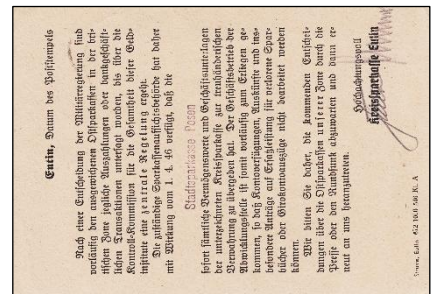 Eutin, Datum des Poststempels
Nach einer Entscheidung der Militärregierung sind
vorläufig den ausgewichenen Ostsparkassen in der bri-
tischen Zone jegliche Auszahlungen oder bankgeschäft-
lichen Transaktionen untersagt worden, bis über die
Kontroll-Kommission für die Gesamtheit dieser Geld-
institute eine zentrale Regelung ergeht.
Die zuständige Sparkassenaufsichtsbehörde hat daher
mit Wirkung vom 1. 4. 46 verfügt, daß die
Stadtsparkasse Posen
sofort sämtliche Vermögenswerte und Geschäftsunterlagen
der unterzeichneten Kreissparkasse zur treuhänderischen
Verwahrung zu übergeben hat. Der Geschäftsbetrieb der
Abwicklungsstelle ist somit vorläufig zum Erliegen ge-
kommen, so daß Kontoverfügungen, Auskünfte und ins-
besondere Anträge auf Ersatzleistung für verlorene Spar-
bücher oder Girokontoauszüge nicht bearbeitet werden
können.
Wir bitten Sie daher, die kommenden Entschei-
dungen über die Ostsparkassen unserer Zone durch die
Presse oder den Rundfunk abzuwarten und dann er-
neut an uns heranzutreten.
Hochachtungsvoll
Kreissparkasse Eutin